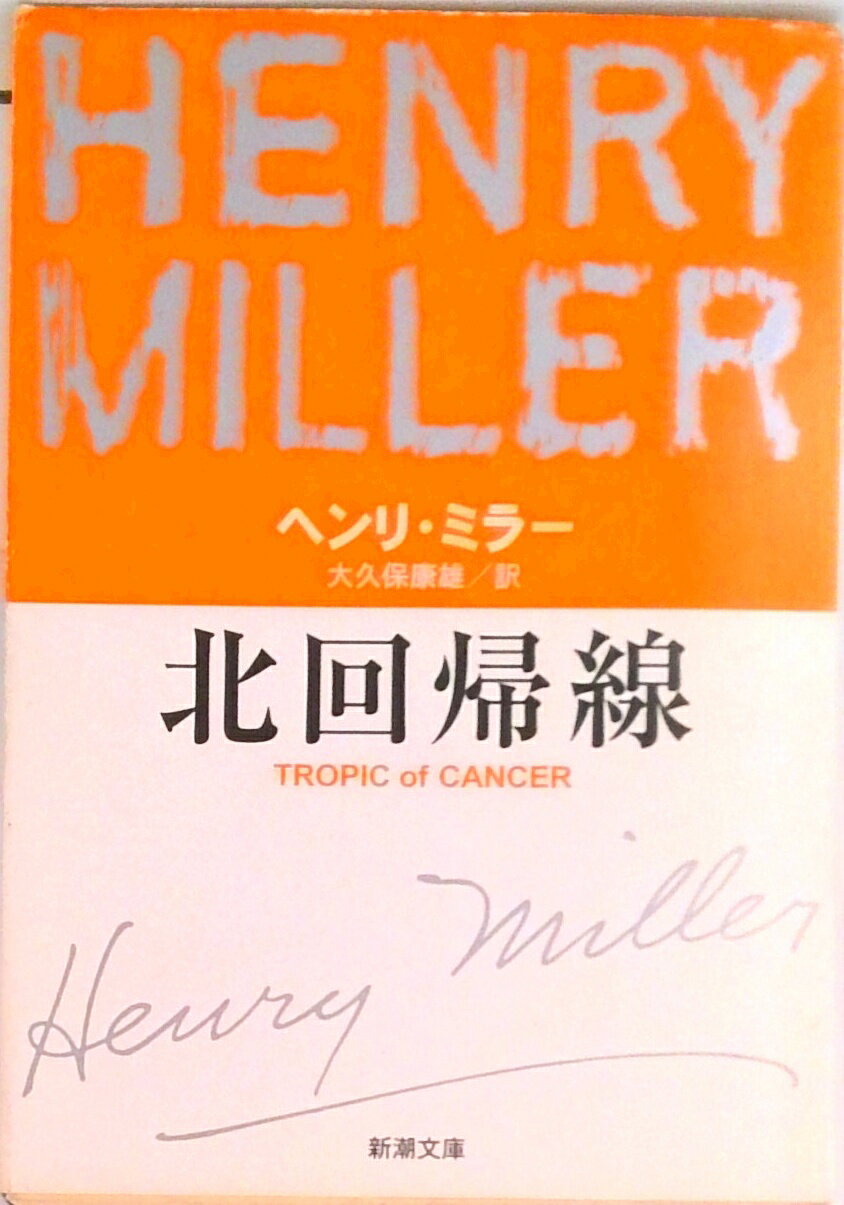 HENRY
MILLER
ヘンリ・ミラー
大久保康雄／訳
北回帰線
TROPIC of CANCER
Henry Miller
新潮文庫